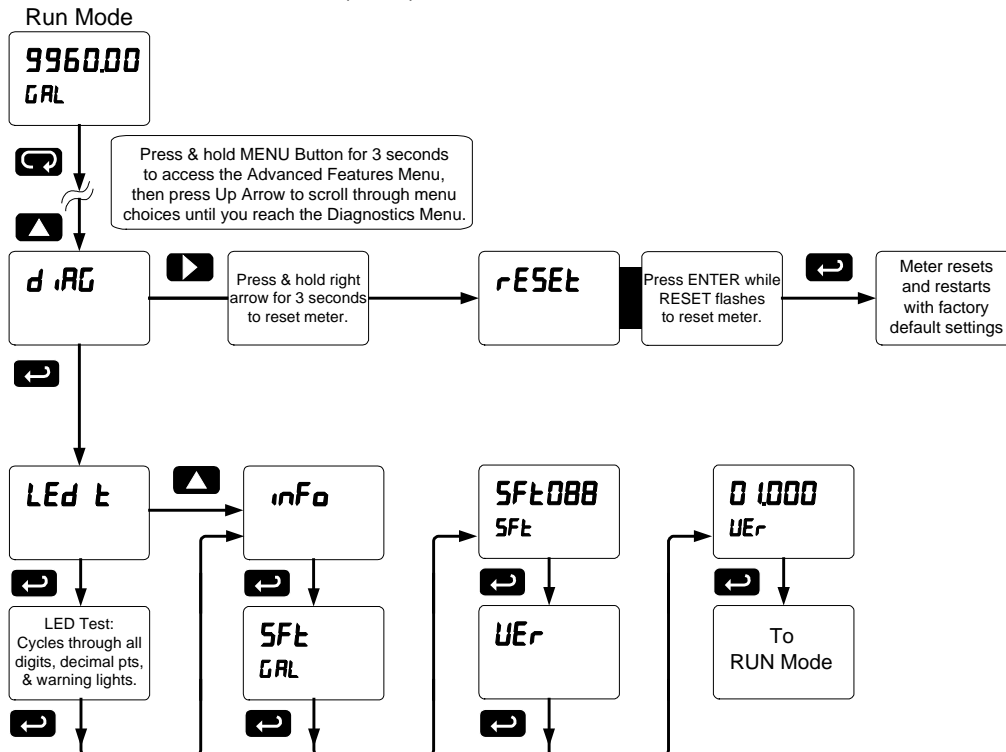 Run Mode
9960.00
GAL
Press & hold MENU Button for 3 seconds
to access the Advanced Features Menu,
then press Up Arrow to scroll through menu
choices until you reach the Diagnostics Menu.
d iAG
Press & hold right
arrow for 3 seconds
to reset meter.
rESEt
Press ENTER while
RESET flashes
to reset meter.
Meter resets
and restarts
with factory
default settings
LEd t
inFo
SFt088
SFt
01.000
VEr
LED Test:
Cycles through all
digits, decimal pts,
& warning lights.
SFt
GAL
VEr
To
RUN Mode